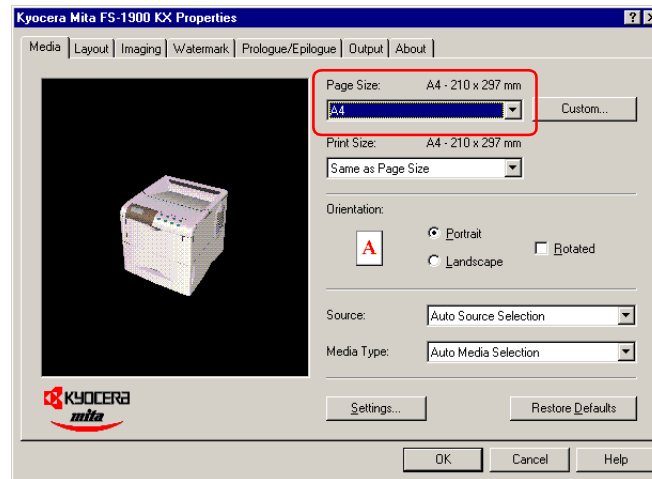 Kyocera Mita FS-1900 KX Properties
Media Layout Imaging Watermark Prologue/Epilogue Output About
Page Size: A4 - 210 x 297 mm
A4 Custom...
Print Size: A4 - 210 x 297 mm
Same as Page Size
Orientation:
A Portrait
Landscape
Rotated
Source: Auto Source Selection
Media Type: Auto Media Selection
KYOCERA
mita
Settings... Restore Defaults
OK Cancel Help